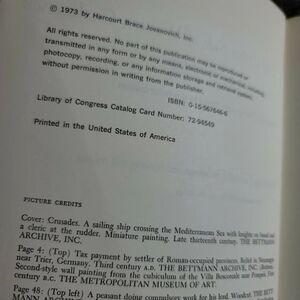 © 1973 by Harcourt Brace Jovanovich, Inc.
All rights reserved. No part of this publication may be reproduced or
transmitted in any form or by any means, electronic or mechanical, including
photocopy, recording, or any information storage and retrieval system,
without permission in writing from the publisher.
ISBN: 0-15-567646-6
Library of Congress Catalog Card Number: 72-94549
Printed in the United States of America
PICTURE CREDITS
Cover: Crusades. A sailing ship crossing the Mediterranean Sea with knights on board and
a cleric at the rudder. Miniature painting. Late thirteenth century. THE BETTMANN
ARCHIVE, INC.
Page 4: (Top) Tax payment by settler of Roman-occupied provinces. Relief in Neumagen
near Trier, Germany. Third century A.D. THE BETTMANN ARCHIVE, INC. (Bottom)
Second-style wall painting from the cubiculum of the Villa Boscoreale near Pompeii. First
century A.D. THE METROPOLITAN MUSEUM OF ART.
Page 48: (Top left) A peasant doing compulsory work for his lord. Woodcut. THE BETT-